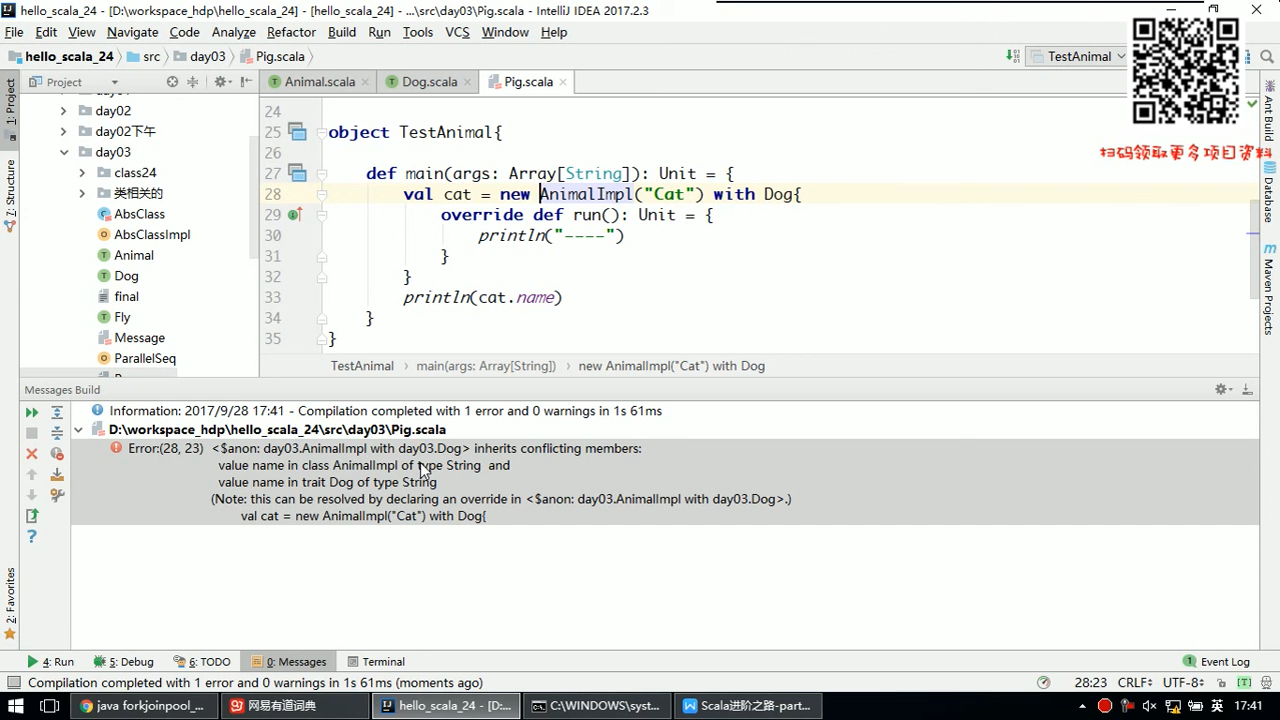 hello_scala_24 - [D:\workspace_hdp\hello_scala_24] - [hello_scala_24] - ...\src\day03\Pig.scala - IntelliJ IDEA 2017.2.3
File Edit View Navigate Code Analyze Refactor Build Run Tools VCS Window Help
hello_scala_24 src day03 Pig.scala TestAnimal
扫码领取更多项目资料
Project Animal.scala Dog.scala Pig.scala
day02
day02下午
day03
class24
类相关的
AbsClass
AbsClassImpl
Animal
Dog
final
Fly
Message
ParallelSeq
24
25 object TestAnimal{
26
27 def main(args: Array[String]): Unit = {
28 val cat = new AnimalImpl("Cat") with Dog{
29 override def run(): Unit = {
30 println("----")
31 }
32 }
33 println(cat.name)
34 }
35 }
TestAnimal main(args: Array[String]) new AnimalImpl("Cat") with Dog
1: Project
7: Structure
2: Favorites
Ant Build
Database
Maven Projects
Messages Build
Information: 2017/9/28 17:41 - Compilation completed with 1 error and 0 warnings in 1s 61ms
D:\workspace_hdp\hello_scala_24\src\day03\Pig.scala
Error:(28, 23) <$anon: day03.AnimalImpl with day03.Dog> inherits conflicting members:
value name in class AnimalImpl of type String and
value name in trait Dog of type String
(Note: this can be resolved by declaring an override in <$anon: day03.AnimalImpl with day03.Dog>.)
val cat = new AnimalImpl("Cat") with Dog{
4: Run 5: Debug 6: TODO 0: Messages Terminal 1 Event Log
Compilation completed with 1 error and 0 warnings in 1s 61ms (moments ago) 28:23 CRLF UTF-8
java forkjoinpool_... 网易有道词典 hello_scala_24 - [D:... C:\WINDOWS\syst... Scala进阶之路-part... 英 17:41